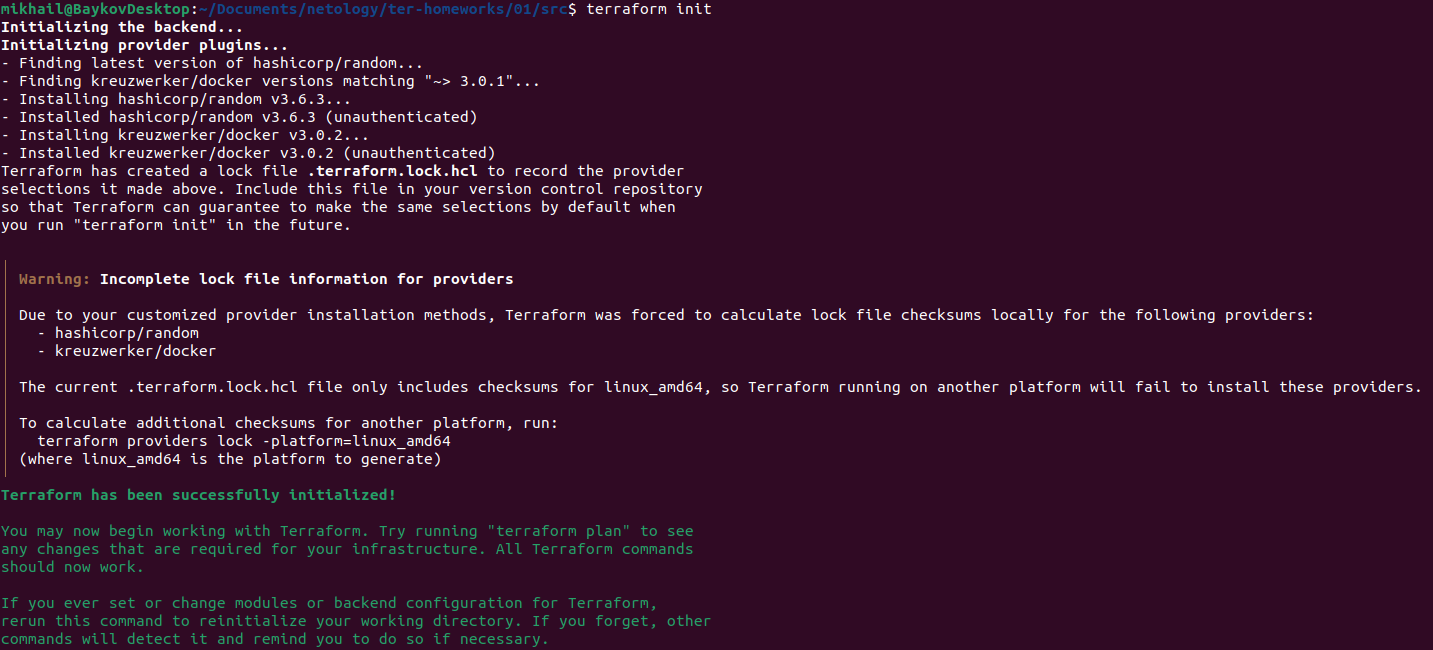 mikhail@BaykovDesktop:~/Documents/netology/ter-homeworks/01/src$ terraform init
Initializing the backend...
Initializing provider plugins...
- Finding latest version of hashicorp/random...
- Finding kreuzwerker/docker versions matching "~> 3.0.1"...
- Installing hashicorp/random v3.6.3...
- Installed hashicorp/random v3.6.3 (unauthenticated)
- Installing kreuzwerker/docker v3.0.2...
- Installed kreuzwerker/docker v3.0.2 (unauthenticated)
Terraform has created a lock file .terraform.lock.hcl to record the provider
selections it made above. Include this file in your version control repository
so that Terraform can guarantee to make the same selections by default when
you run "terraform init" in the future.
Warning: Incomplete lock file information for providers
Due to your customized provider installation methods, Terraform was forced to calculate lock file checksums locally for the following providers:
- hashicorp/random
- kreuzwerker/docker
The current .terraform.lock.hcl file only includes checksums for linux_amd64, so Terraform running on another platform will fail to install these providers.
To calculate additional checksums for another platform, run:
terraform providers lock -platform=linux_amd64
(where linux_amd64 is the platform to generate)
Terraform has been successfully initialized!
You may now begin working with Terraform. Try running "terraform plan" to see
any changes that are required for your infrastructure. All Terraform commands
should now work.
If you ever set or change modules or backend configuration for Terraform,
rerun this command to reinitialize your working directory. If you forget, other
commands will detect it and remind you to do so if necessary.